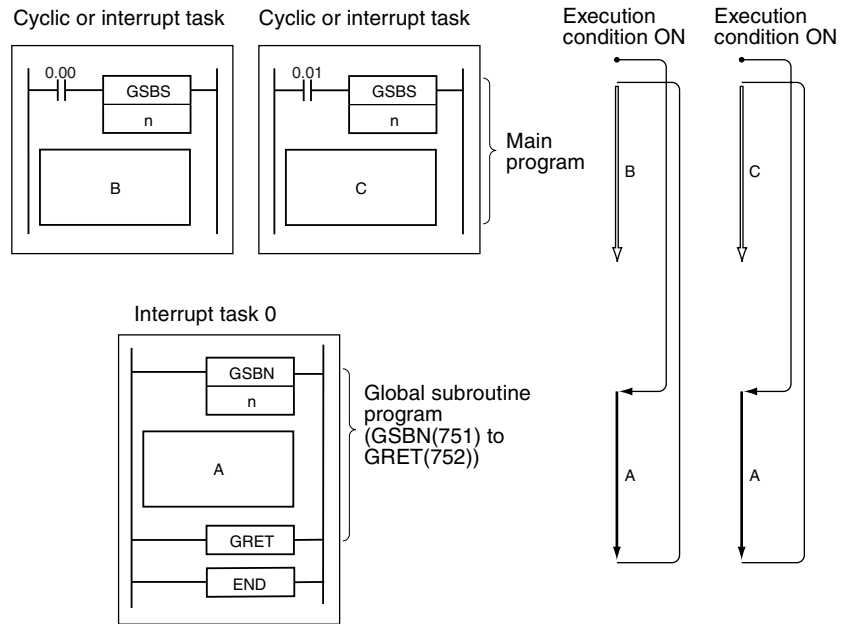 Cyclic or interrupt task
0.00
GSBS
n
B
Cyclic or interrupt task
0.01
GSBS
n
C
Main
program
Execution
condition ON
B
A
Execution
condition ON
C
A
Interrupt task 0
GSBN
n
A
GRET
END
Global subroutine
program
(GSBN(751) to
GRET(752))